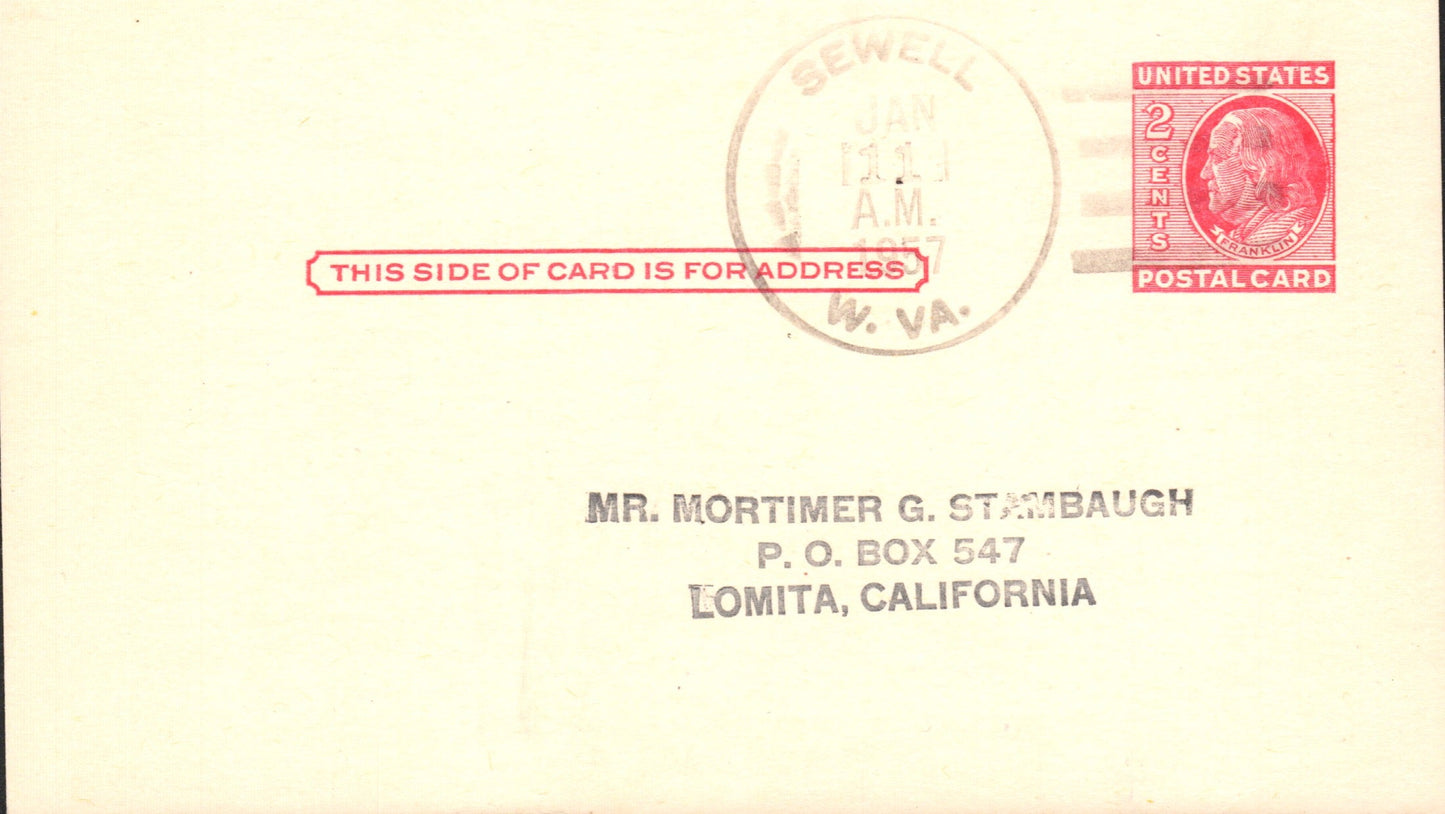 SEWELL
JAN
11
A.M.
1957
W. VA.
UNITED STATES
2
CENTS
FRANKLIN
POSTAL CARD
THIS SIDE OF CARD IS FOR ADDRESS
MR. MORTIMER G. STAMBAUGH
P. O. BOX 547
LOMITA, CALIFORNIA